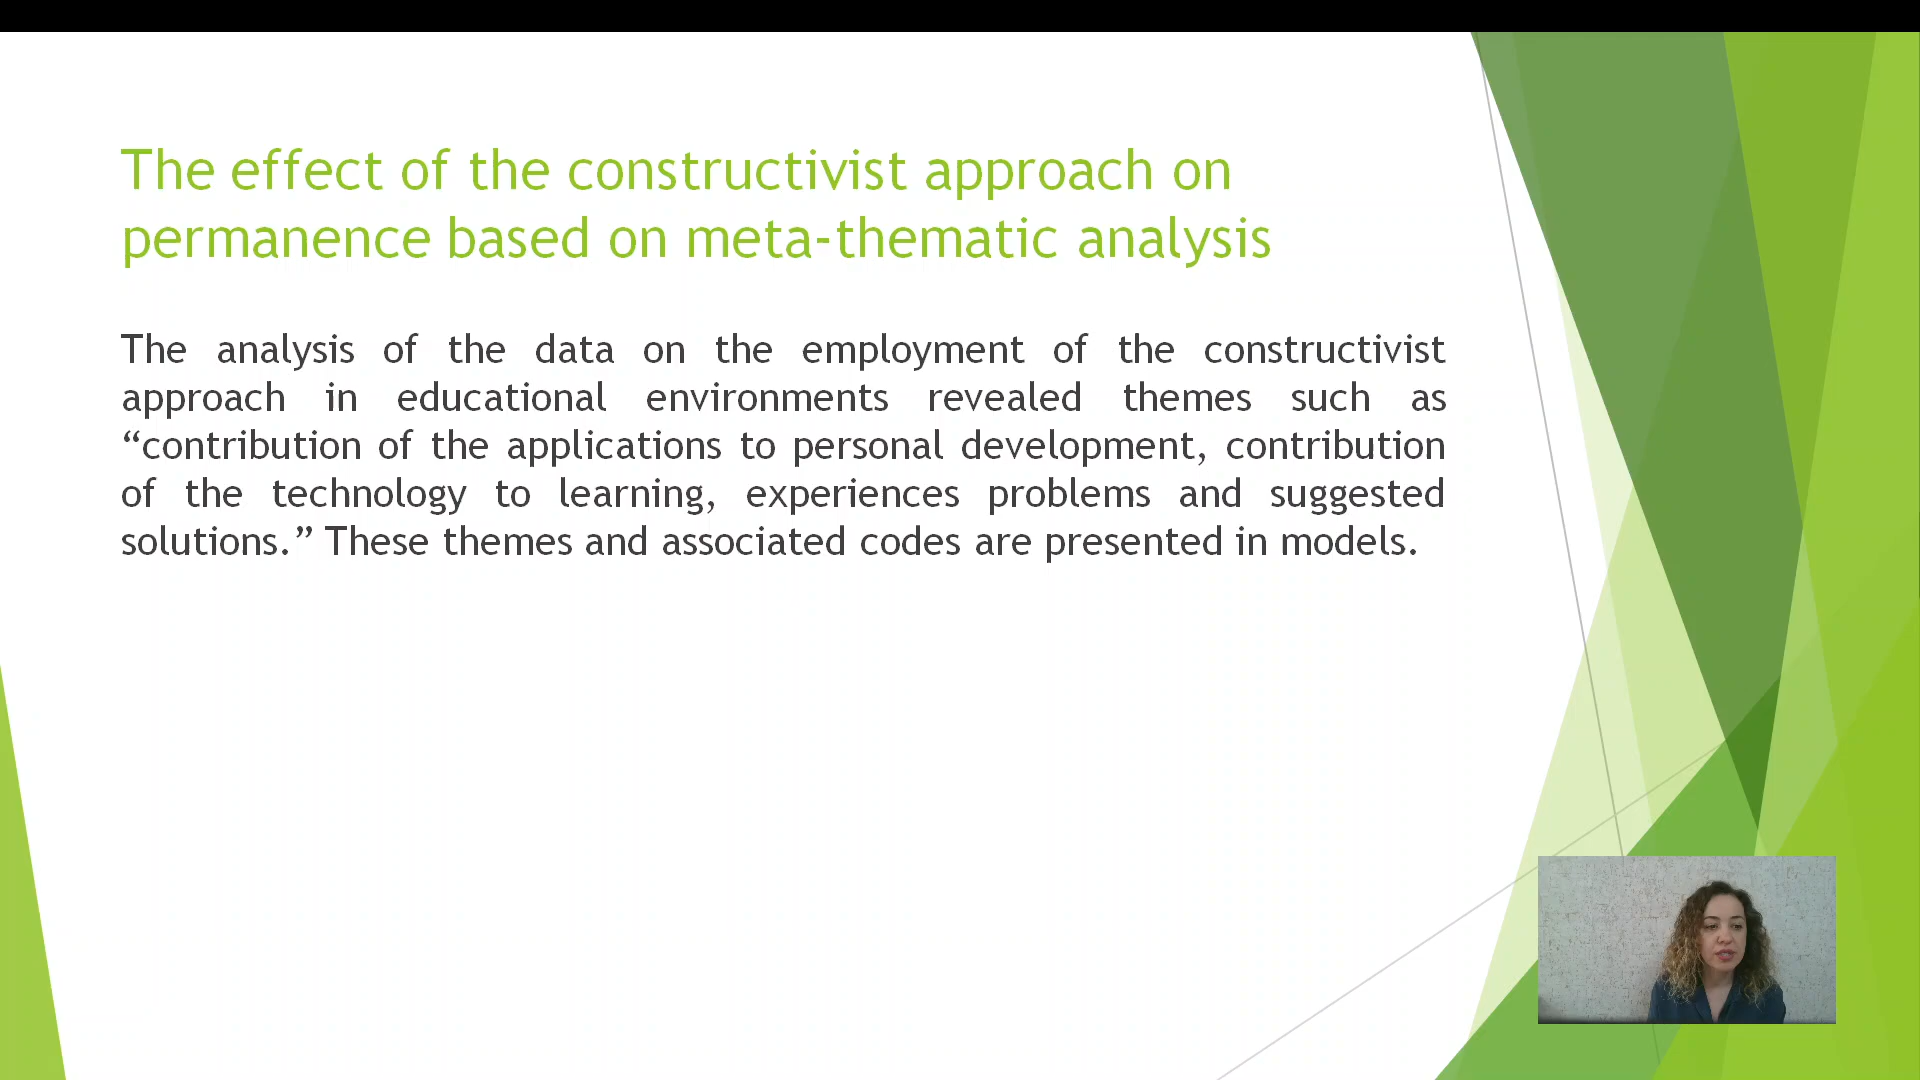 The effect of the constructivist approach on
permanence based on meta-thematic analysis
The analysis of the data on the employment of the constructivist
approach in educational environments revealed themes such as
“contribution of the applications to personal development, contribution
of the technology to learning, experiences problems and suggested
solutions.” These themes and associated codes are presented in models.